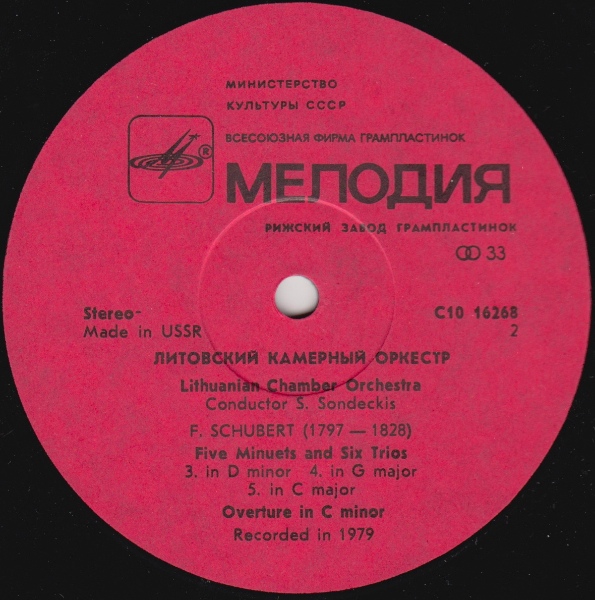 МИНИСТЕРСТВО
КУЛЬТУРЫ СССР
ВСЕСОЮЗНАЯ ФИРМА ГРАМПЛАСТИНОК
®
МЕЛОДИЯ
РИЖСКИЙ ЗАВОД ГРАМПЛАСТИНОК
33
Stereo- С10 16268
Made in USSR 2
ЛИТОВСКИЙ КАМЕРНЫЙ ОРКЕСТР
Lithuanian Chamber Orchestra
Conductor S. Sondeckis
F. SCHUBERT (1797 — 1828)
Five Minuets and Six Trios
3. in D minor 4. in G major
5. in C major
Overture in C minor
Recorded in 1979